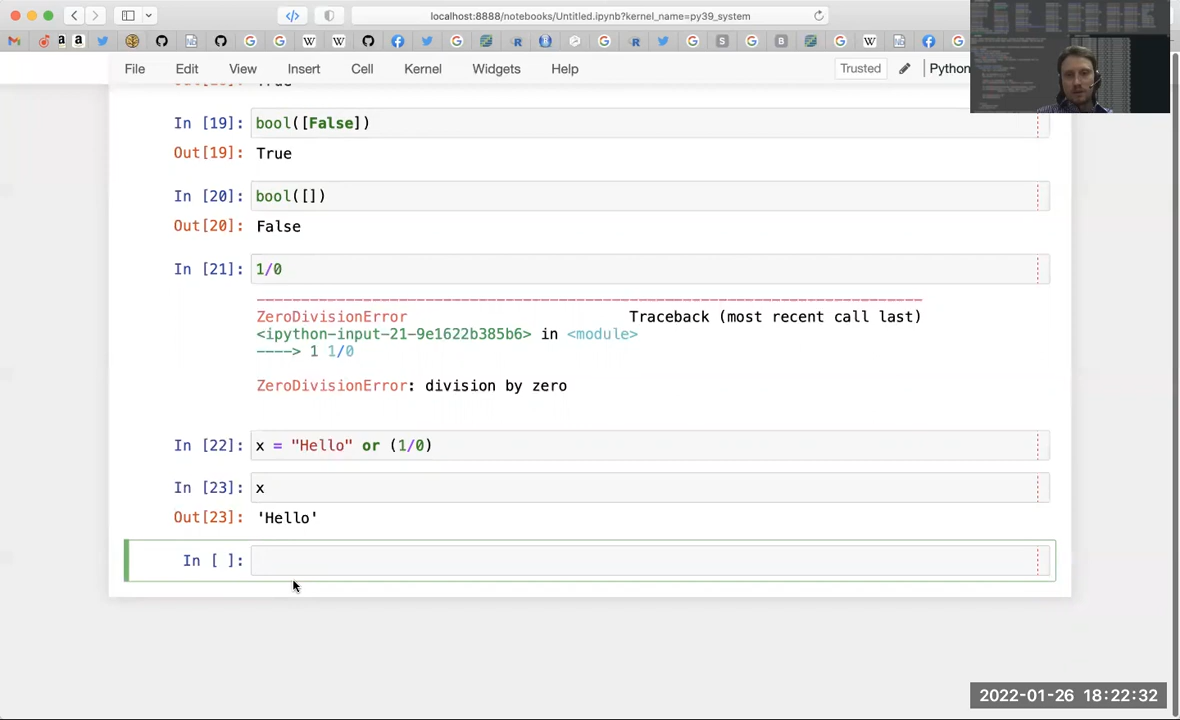 localhost:8888/notebooks/Untitled.ipynb?kernel_name=py39_system
File Edit View Insert Cell Kernel Widgets Help Trusted Python
In [19]: bool([False])
Out[19]: True
In [20]: bool([])
Out[20]: False
In [21]: 1/0
ZeroDivisionError Traceback (most recent call last)
<ipython-input-21-9e1622b385b6> in <module>
----> 1 1/0
ZeroDivisionError: division by zero
In [22]: x = "Hello" or (1/0)
In [23]: x
Out[23]: 'Hello'
In [ ]:
2022-01-26 18:22:32